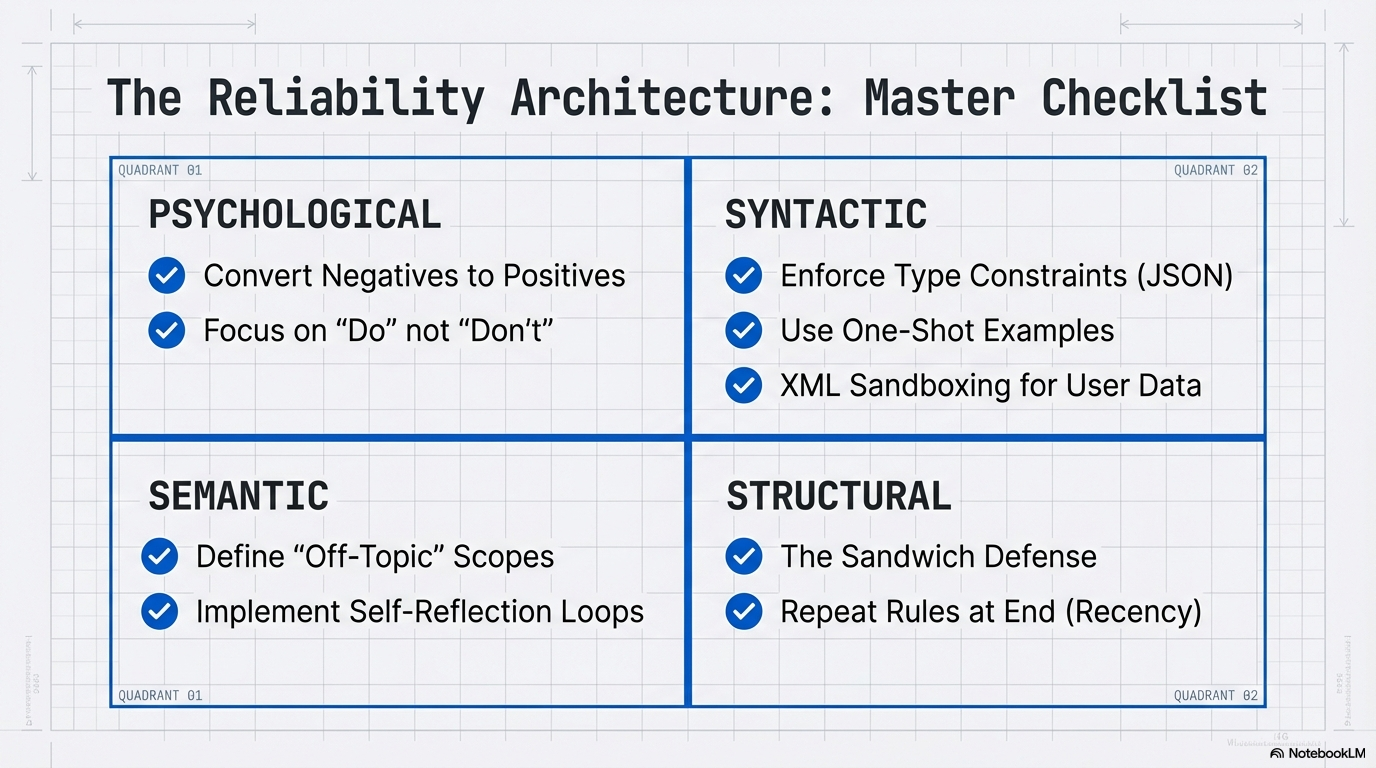 The Reliability Architecture: Master Checklist
QUADRANT 01
PSYCHOLOGICAL
Convert Negatives to Positives
Focus on “Do” not “Don’t”
QUADRANT 02
SYNTACTIC
Enforce Type Constraints (JSON)
Use One-Shot Examples
XML Sandboxing for User Data
SEMANTIC
Define “Off-Topic” Scopes
Implement Self-Reflection Loops
QUADRANT 01
STRUCTURAL
The Sandwich Defense
Repeat Rules at End (Recency)
QUADRANT 02
NotebookLM